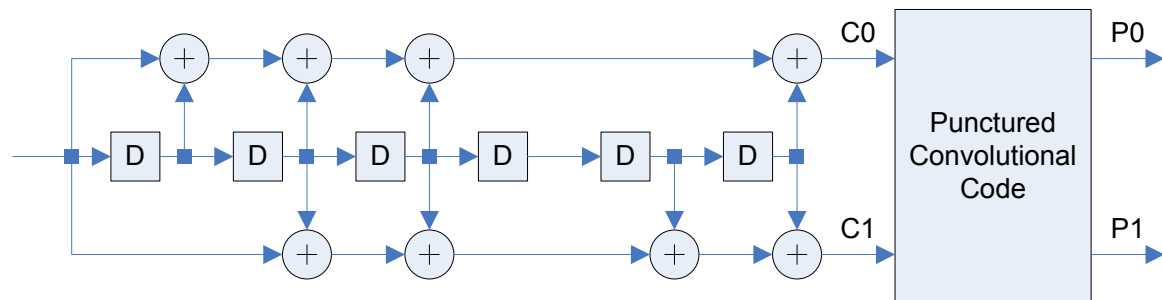 C0
P0
+ + + +
D D D D D D
Punctured
Convolutional
Code
C1
P1
+ + + +